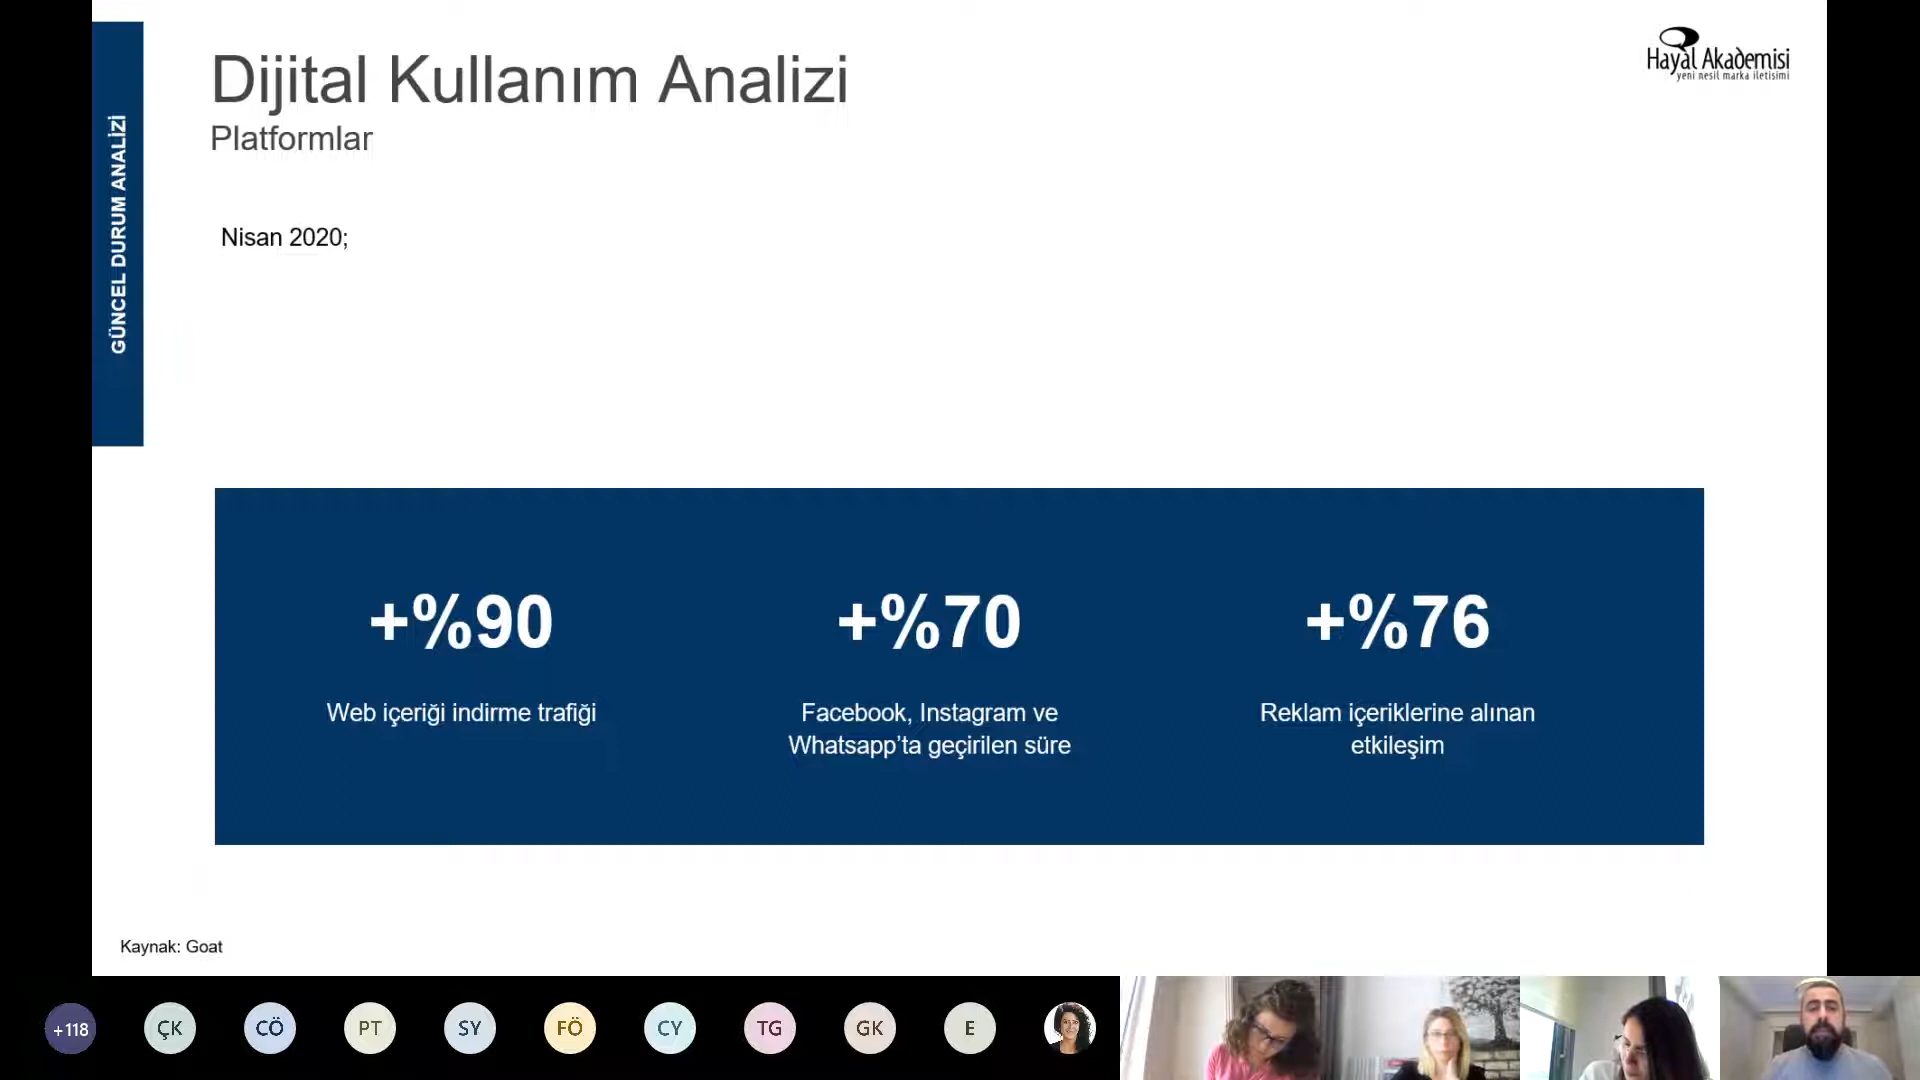 GÜNCEL DURUM ANALİZİ
Dijital Kullanım Analizi
Platformlar
Hayal Akademisi
yeni nesil marka iletisimi
Nisan 2020;
+%90
Web içeriği indirme trafiği
+%70
Facebook, Instagram ve
Whatsapp’ta geçirilen süre
+%76
Reklam içeriklerine alınan
etkileşim
Kaynak: Goat
+118
ÇK
CÖ
PT
SY
FÖ
CY
TG
GK
E